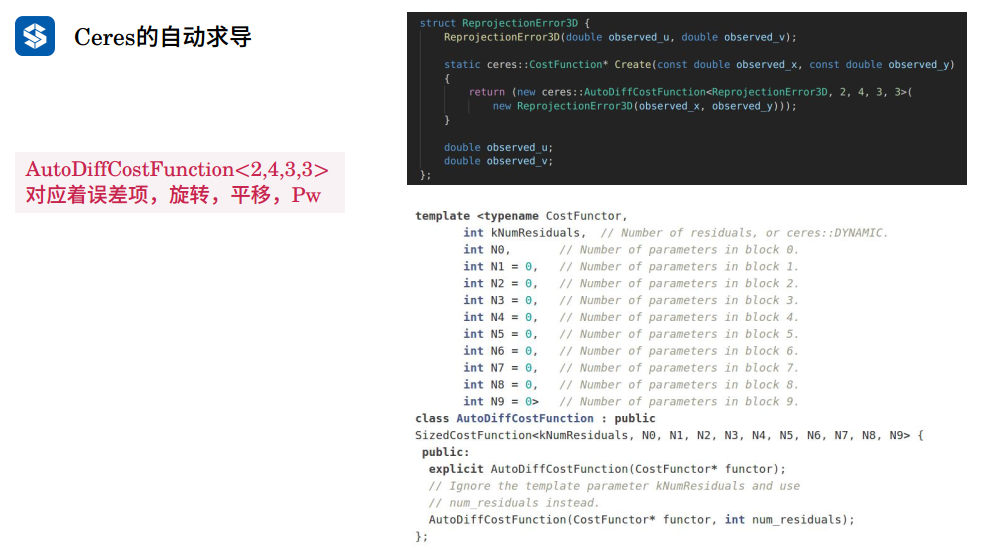 Ceres的自动求导
AutoDiffCostFunction<2,4,3,3>
对应着误差项，旋转，平移，Pw
struct ReprojectionError3D {
ReprojectionError3D(double observed_u, double observed_v);
static ceres::CostFunction* Create(const double observed_x, const double observed_y)
{
return (new ceres::AutoDiffCostFunction<ReprojectionError3D, 2, 4, 3, 3>(
new ReprojectionError3D(observed_x, observed_y)));
}
double observed_u;
double observed_v;
};
template <typename CostFunctor,
int kNumResiduals, // Number of residuals, or ceres::DYNAMIC.
int N0, // Number of parameters in block 0.
int N1 = 0, // Number of parameters in block 1.
int N2 = 0, // Number of parameters in block 2.
int N3 = 0, // Number of parameters in block 3.
int N4 = 0, // Number of parameters in block 4.
int N5 = 0, // Number of parameters in block 5.
int N6 = 0, // Number of parameters in block 6.
int N7 = 0, // Number of parameters in block 7.
int N8 = 0, // Number of parameters in block 8.
int N9 = 0> // Number of parameters in block 9.
class AutoDiffCostFunction : public
SizedCostFunction<kNumResiduals, N0, N1, N2, N3, N4, N5, N6, N7, N8, N9> {
public:
explicit AutoDiffCostFunction(CostFunctor* functor);
// Ignore the template parameter kNumResiduals and use
// num_residuals instead.
AutoDiffCostFunction(CostFunctor* functor, int num_residuals);
};